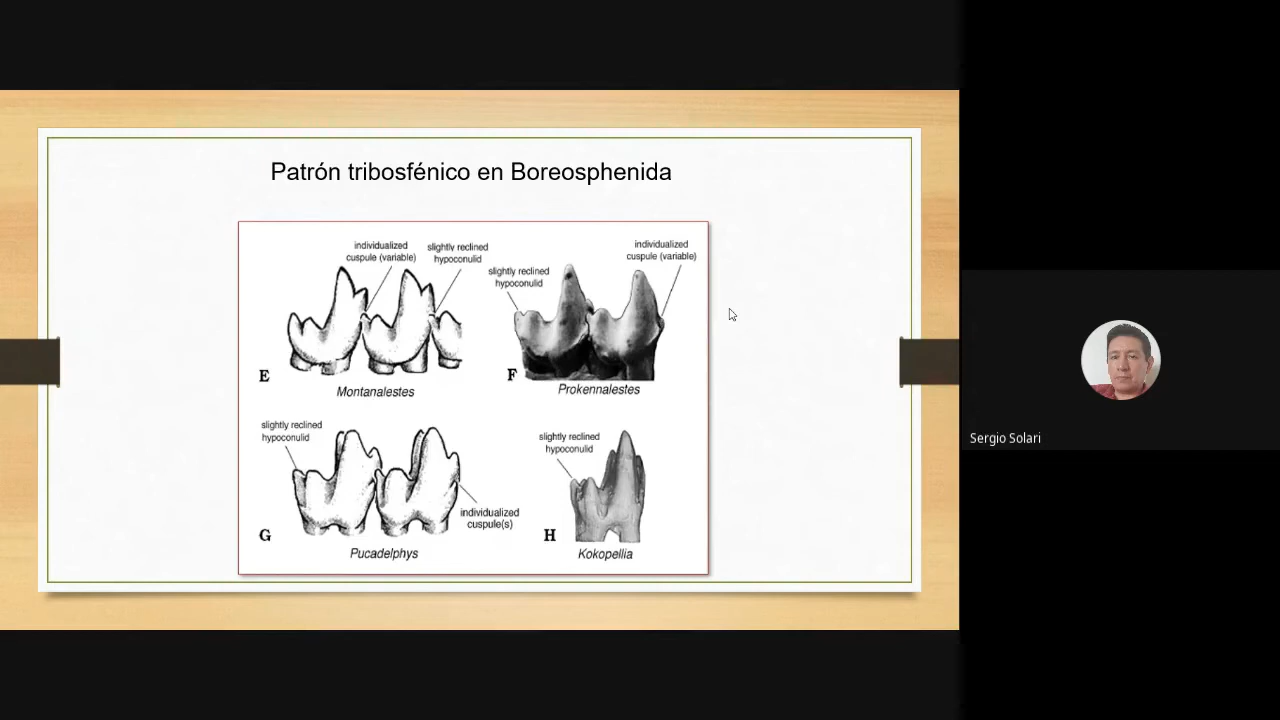 Patrón tribosfénico en Boreosphenida
individualized
cuspule (variable)
slightly reclined
hypoconulid
E
Montanalestes
slightly reclined
hypoconulid
individualized
cuspule (variable)
F
Prokennalestes
slightly reclined
hypoconulid
individualized
cuspule(s)
G
Pucadelphys
slightly reclined
hypoconulid
H
Kokopellia
Sergio Solari